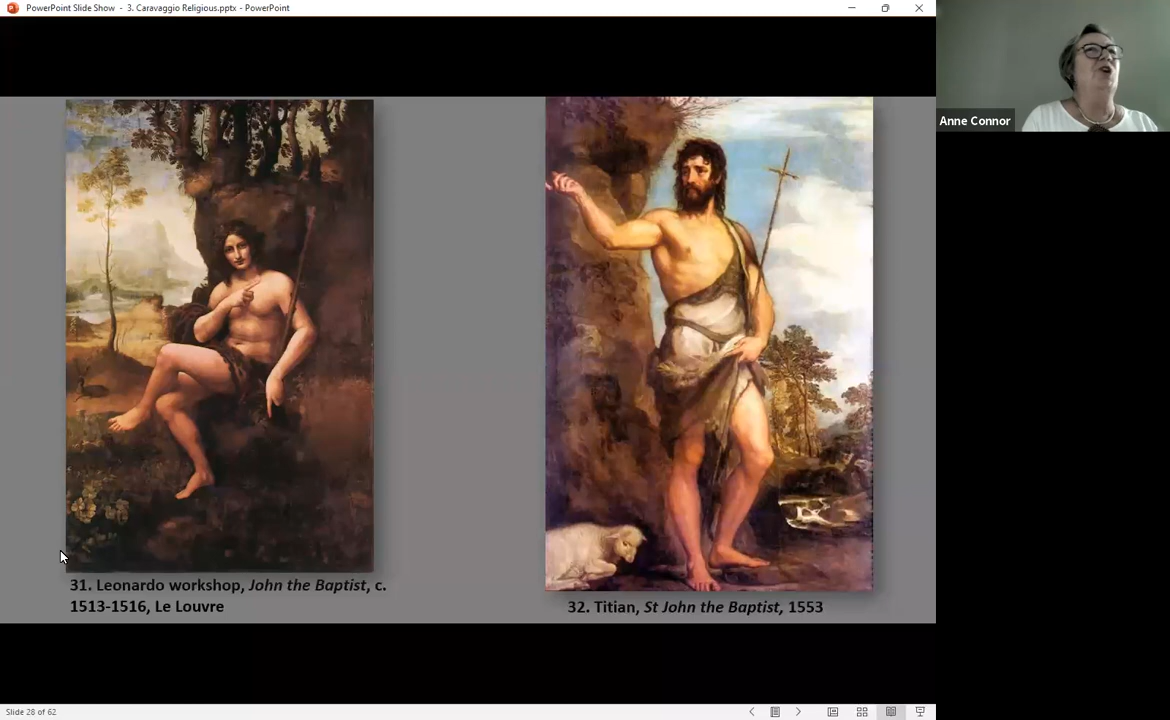 PowerPoint Slide Show - 3. Caravaggio Religious.pptx - PowerPoint
Anne Connor
31. Leonardo workshop, John the Baptist, c.
1513-1516, Le Louvre
32. Titian, St John the Baptist, 1553
Slide 28 of 62